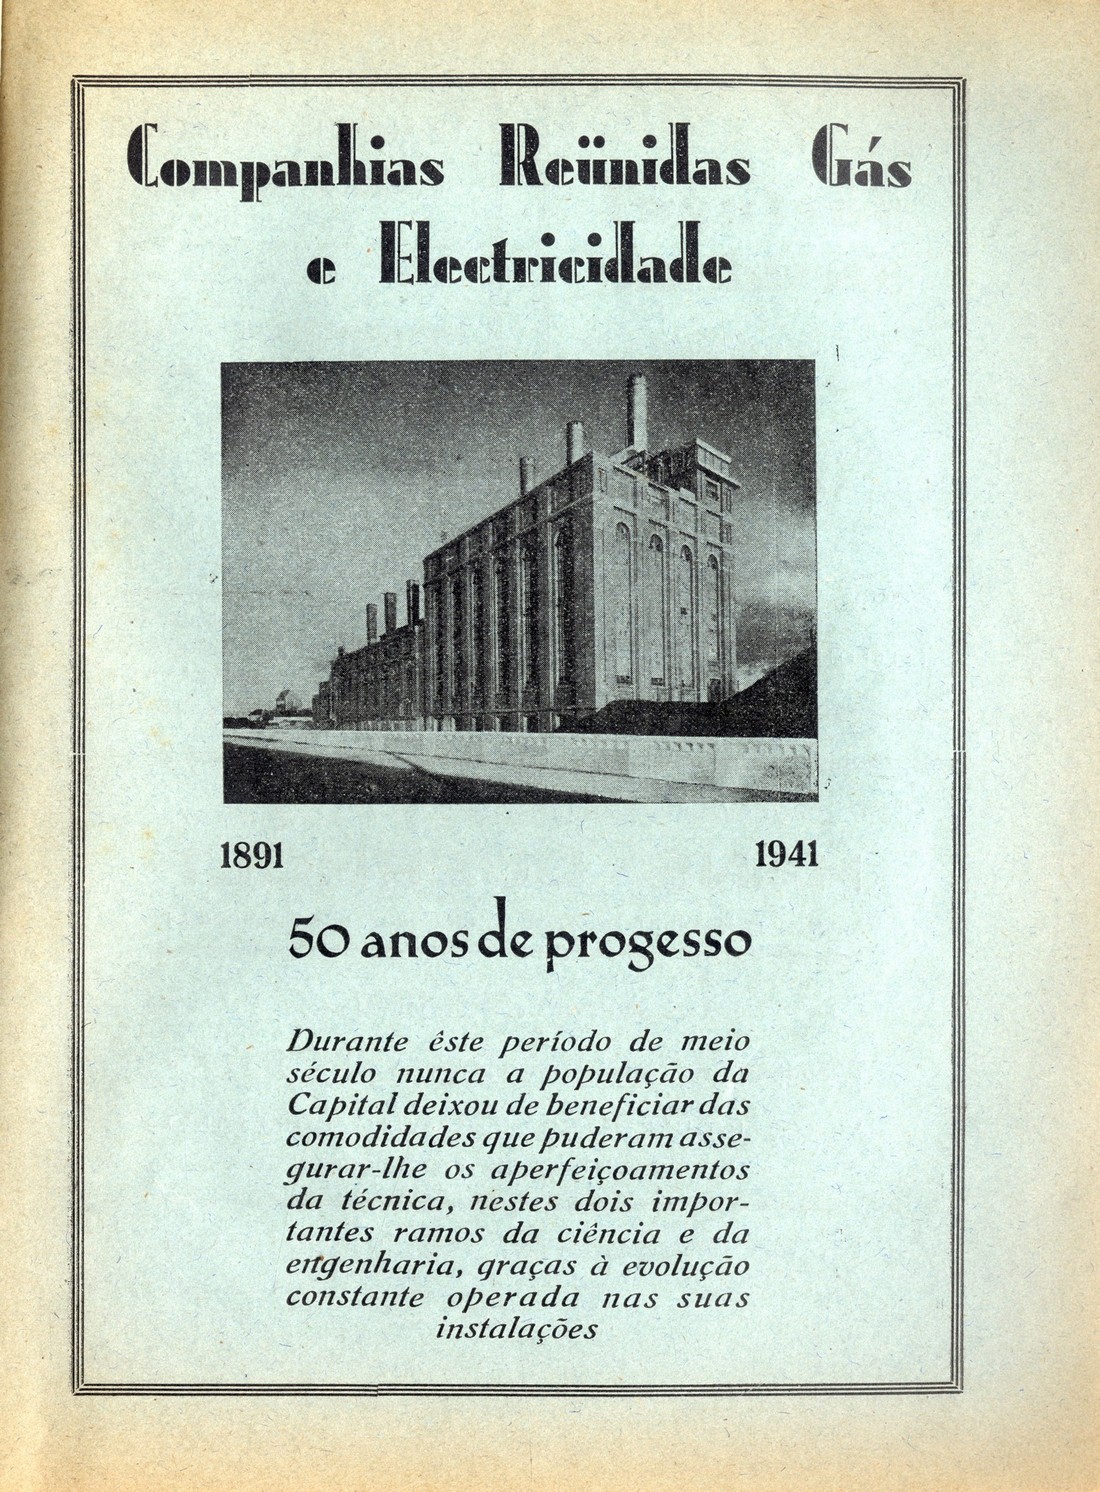 Companhias Reünidas Gás
e Electricidade
1891 1941
50 anos de progesso
Durante êste período de meio
século nunca a população da
Capital deixou de beneficiar das
comodidades que puderam asse-
gurar-lhe os aperfeiçoamentos
da técnica, nestes dois impor-
tantes ramos da ciência e da
engenharia, graças à evolução
constante operada nas suas
instalações